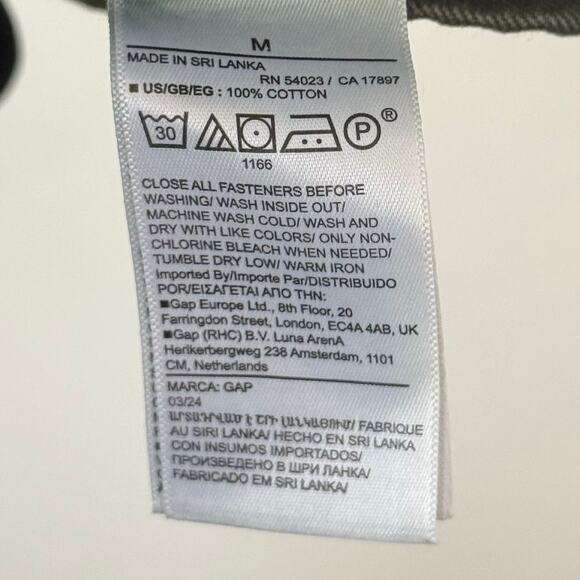 M
MADE IN SRI LANKA
RN 54023 / CA 17897
■ US/GB/EG : 100% COTTON
30 P®
1166
CLOSE ALL FASTENERS BEFORE
WASHING/ WASH INSIDE OUT/
MACHINE WASH COLD/ WASH AND
DRY WITH LIKE COLORS/ ONLY NON-
CHLORINE BLEACH WHEN NEEDED/
TUMBLE DRY LOW/ WARM IRON
Imported By/Importe Par/DISTRIBUIDO
POR/ΕΙΣΑΓΕΤΑΙ ΑΠΟ ΤΗΝ:
■Gap Europe Ltd., 8th Floor, 20
Farringdon Street, London, EC4A 4AB, UK
■Gap (RHC) B.V. Luna ArenA
Herikerbergweg 238 Amsterdam, 1101
CM, Netherlands
MARCA: GAP
03/24
ԱՐՏԱԴՐՎԱԾ Է ՇՐԻ ԼԱՆԿԱՅՈՒՄ/ FABRIQUE
AU SIRI LANKA/ HECHO EN SRI LANKA
CON INSUMOS IMPORTADOS/
ПРОИЗВЕДЕНО В ШРИ ЛАНКА/
FABRICADO EM SRI LANKA/